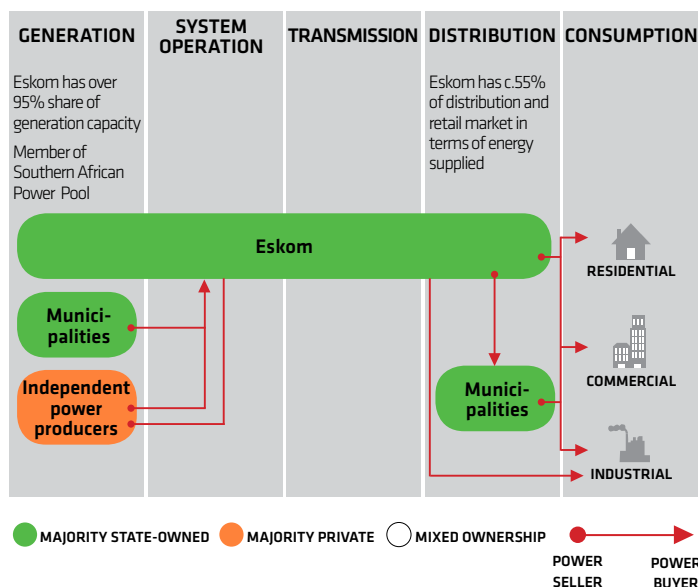 GENERATION
SYSTEM
OPERATION
TRANSMISSION
DISTRIBUTION
CONSUMPTION
Eskom has over
95% share of
generation capacity
Member of
Southern African
Power Pool
Eskom has c.55%
of distribution and
retail market in
terms of energy
supplied
Eskom
Munici-
palities
Independent
power
producers
Munici-
palities
RESIDENTIAL
COMMERCIAL
INDUSTRIAL
MAJORITY STATE-OWNED
MAJORITY PRIVATE
MIXED OWNERSHIP
POWER
SELLER
POWER
BUYER